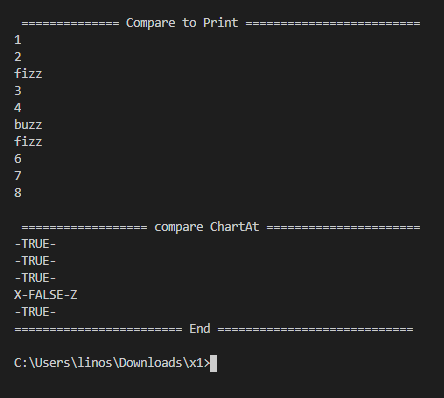 ============== Compare to Print =========================
1
2
fizz
3
4
buzz
fizz
6
7
8
================== compare ChartAt ======================
-TRUE-
-TRUE-
-TRUE-
X-FALSE-Z
-TRUE-
======================== End ============================
C:\Users\linos\Downloads\x1>